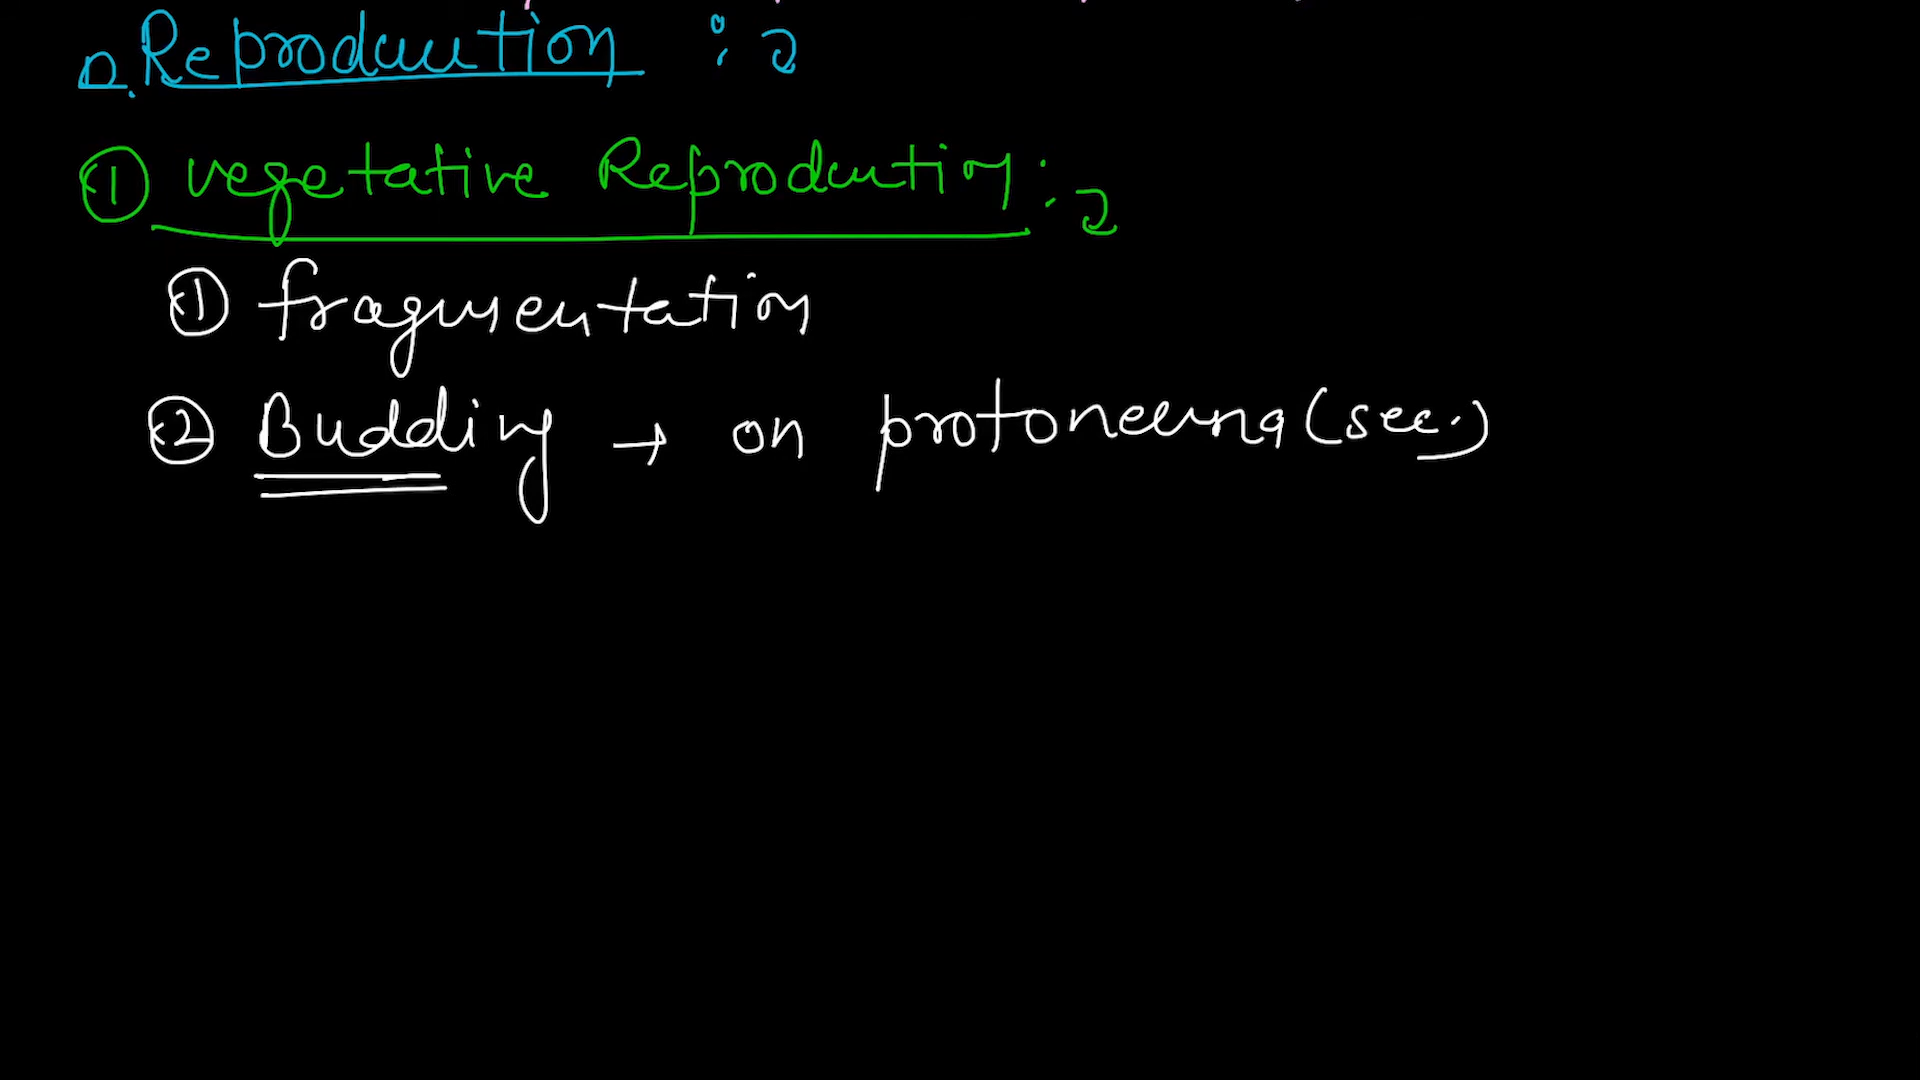 D. Reproduction :-
① vegetative Reproduction :-
① fragmentation
② Budding → on protonema (sec.)